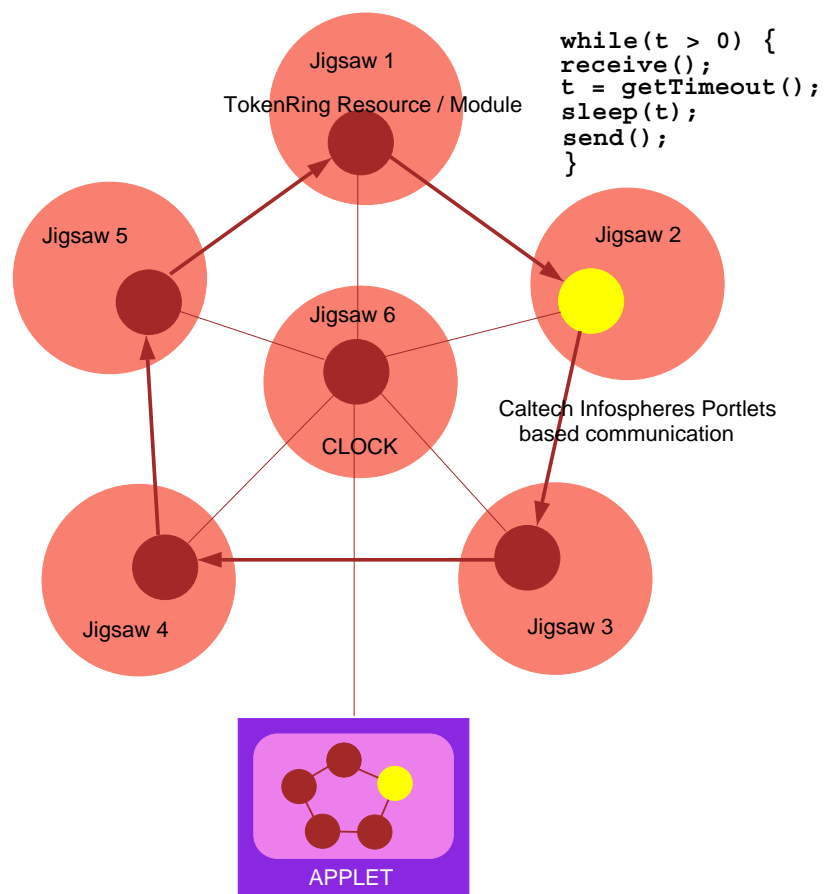 Jigsaw 1
TokenRing Resource / Module
while(t > 0) {
receive();
t = getTimeout();
sleep(t);
send();
}
Jigsaw 5
Jigsaw 2
Jigsaw 6
CLOCK
Caltech Infospheres Portlets
based communication
Jigsaw 4
Jigsaw 3
APPLET